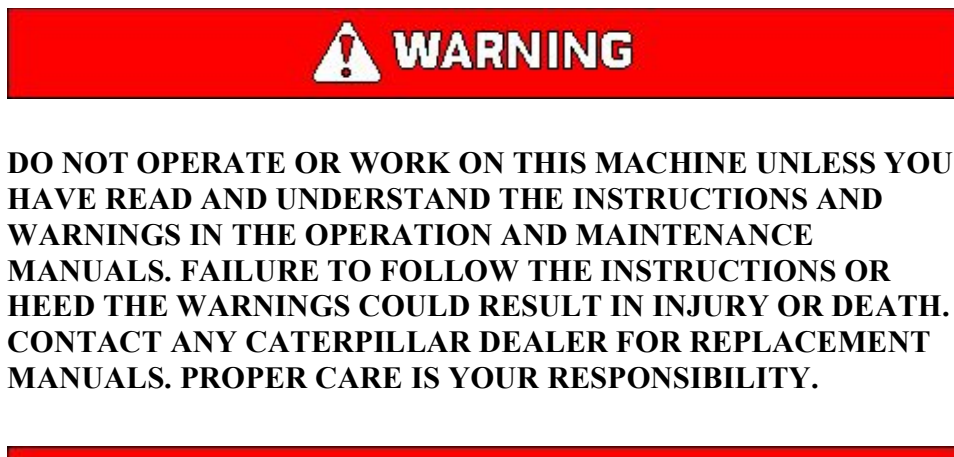 WARNING
DO NOT OPERATE OR WORK ON THIS MACHINE UNLESS YOU
HAVE READ AND UNDERSTAND THE INSTRUCTIONS AND
WARNINGS IN THE OPERATION AND MAINTENANCE
MANUALS. FAILURE TO FOLLOW THE INSTRUCTIONS OR
HEED THE WARNINGS COULD RESULT IN INJURY OR DEATH.
CONTACT ANY CATERPILLAR DEALER FOR REPLACEMENT
MANUALS. PROPER CARE IS YOUR RESPONSIBILITY.